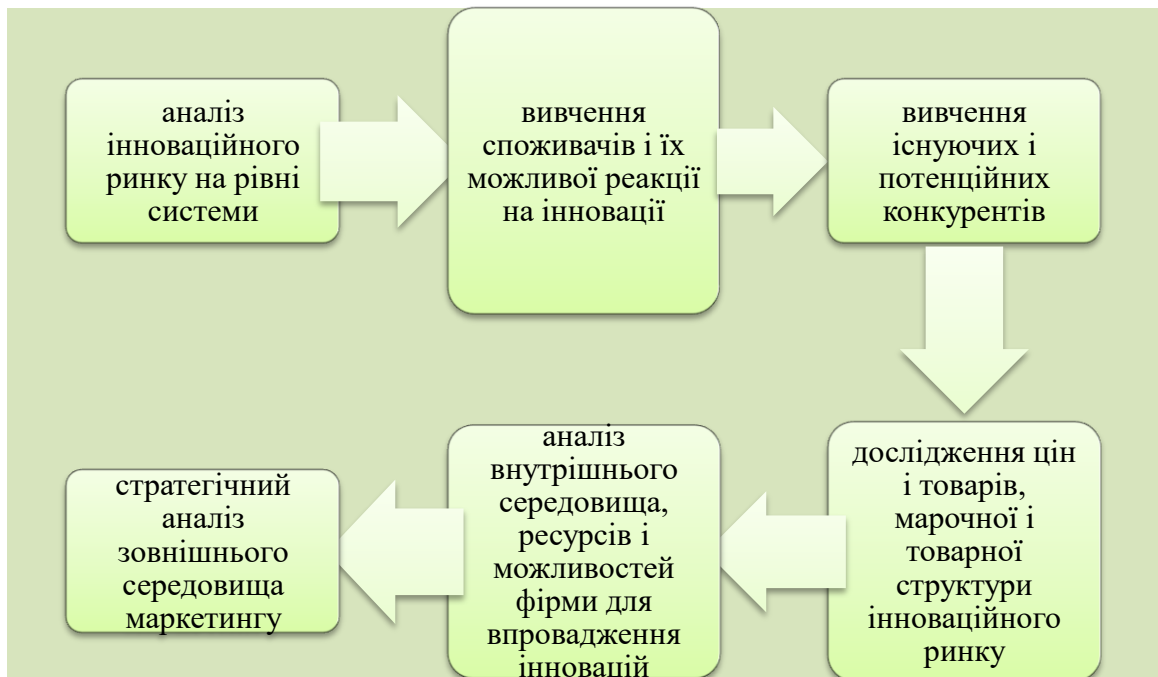 аналіз
інноваційного
ринку на рівні
системи
вивчення
споживачів і їх
можливої реакції
на інновації
вивчення
існуючих і
потенційних
конкурентів
дослідження цін
і товарів,
марочної і
товарної
структури
інноваційного
ринку
аналіз
внутрішнього
середовища,
ресурсів і
можливостей
фірми для
впровадження
інновацій
стратегічний
аналіз
зовнішнього
середовища
маркетингу